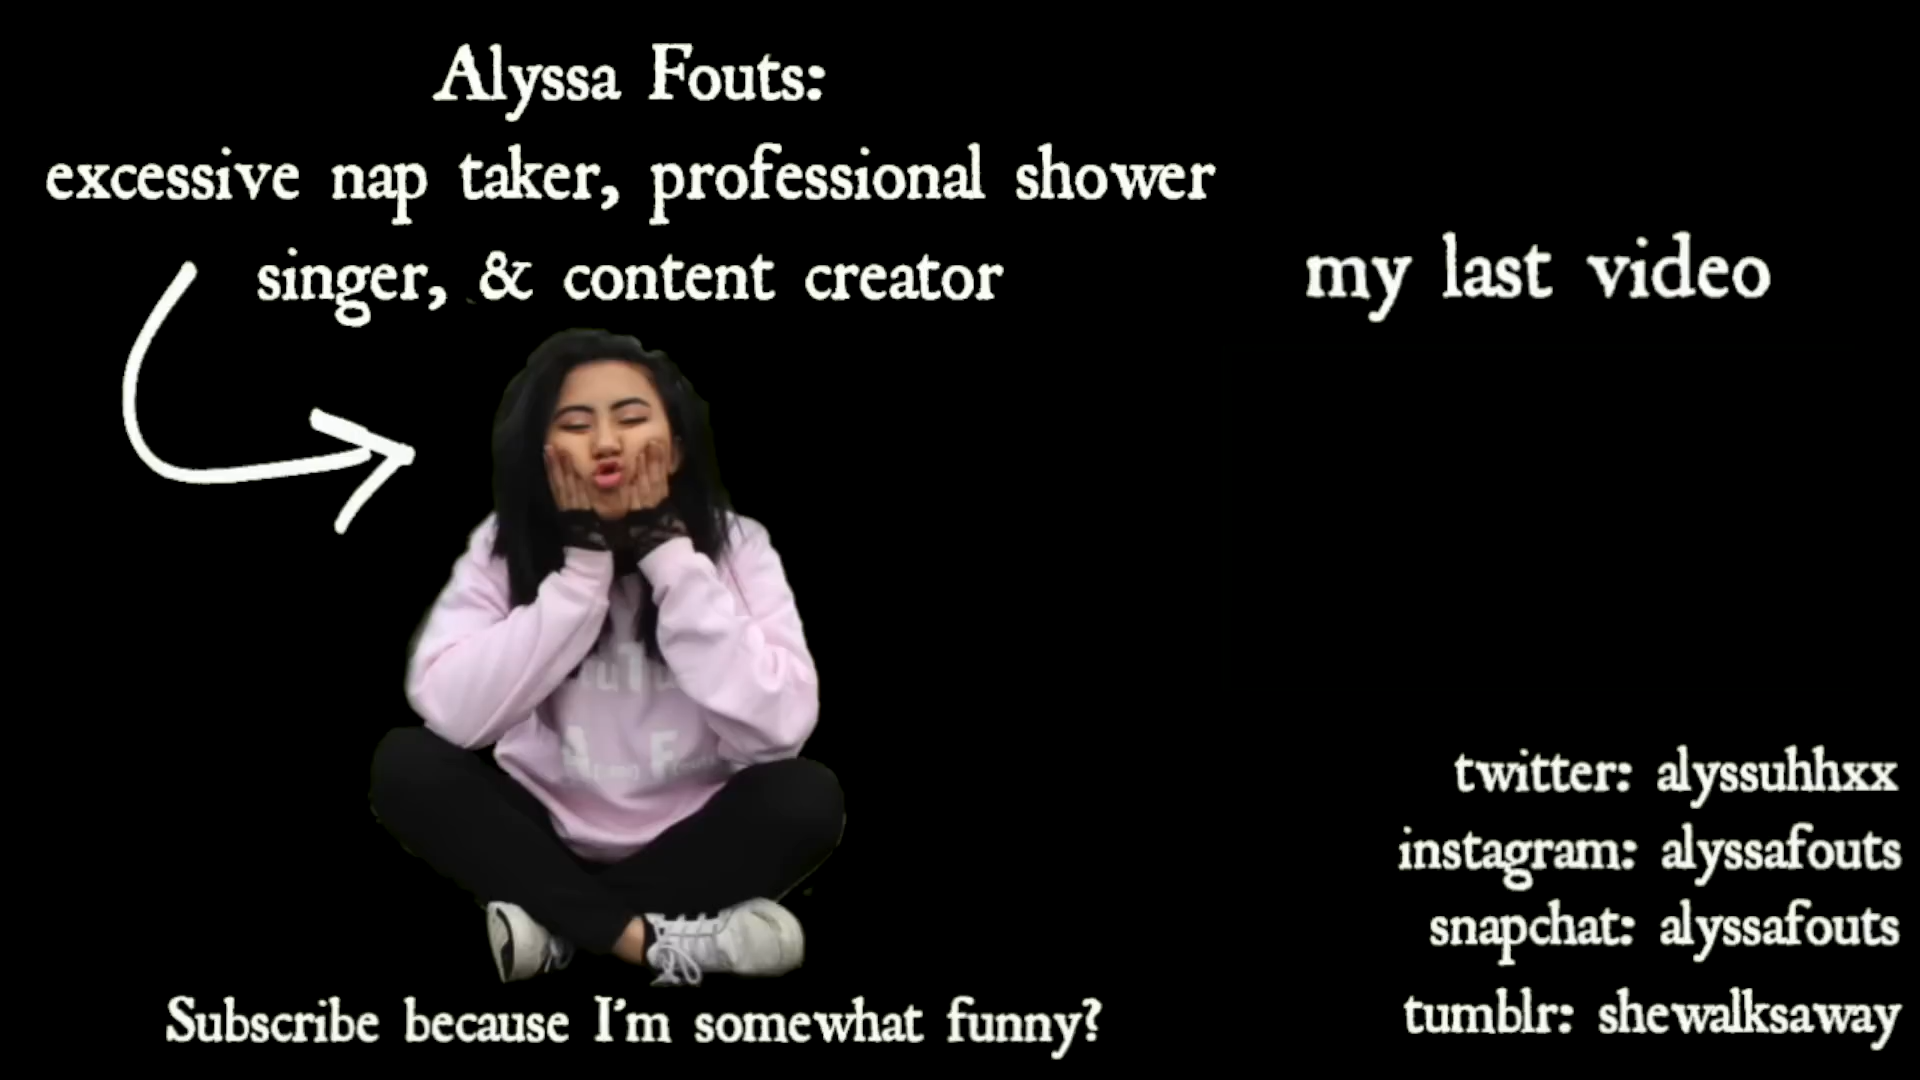 Alyssa Fouts:
excessive nap taker, professional shower
singer, & content creator
my last video
Subscribe because I'm somewhat funny?
twitter: alyssuhhxx
instagram: alyssafouts
snapchat: alyssafouts
tumblr: shewalksaway